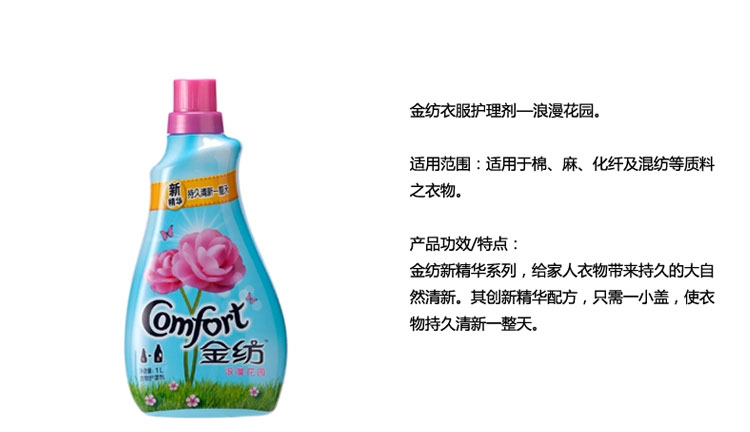 新
精华
持久清新一整天
Comfort
金纺
浪漫花园
净含量：1L
衣物护理剂
金纺衣服护理剂—浪漫花园。
适用范围：适用于棉、麻、化纤及混纺等质料
之衣物。
产品功效/特点：
金纺新精华系列，给家人衣物带来持久的大自
然清新。其创新精华配方，只需一小盖，使衣
物持久清新一整天。